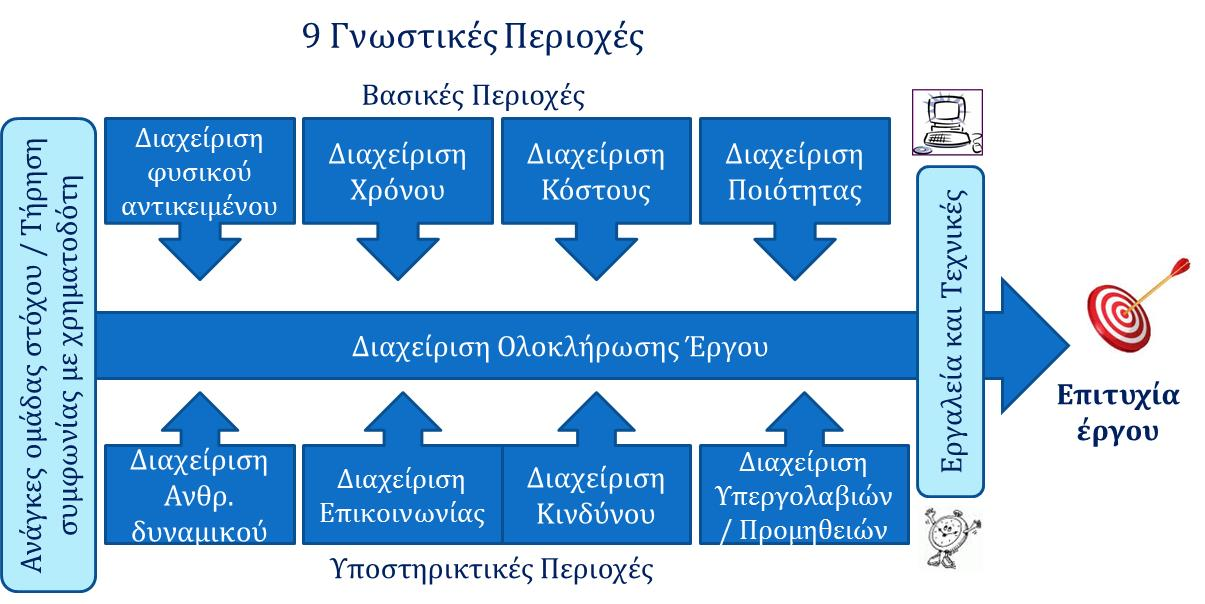 9 Γνωστικές Περιοχές
Βασικές Περιοχές
Ανάγκες ομάδας στόχου / Τήρηση
συμφωνίας με χρηματοδότη
Διαχείριση
φυσικού
αντικειμένου
Διαχείριση
Χρόνου
Διαχείριση
Κόστους
Διαχείριση
Ποιότητας
Διαχείριση Ολοκλήρωσης Έργου
Διαχείριση
Ανθρ.
δυναμικού
Διαχείριση
Επικοινωνίας
Διαχείριση
Κινδύνου
Διαχείριση
Υπεργολαβιών
/ Προμηθειών
Υποστηρικτικές Περιοχές
Εργαλεία και Τεχνικές
Επιτυχία
έργου